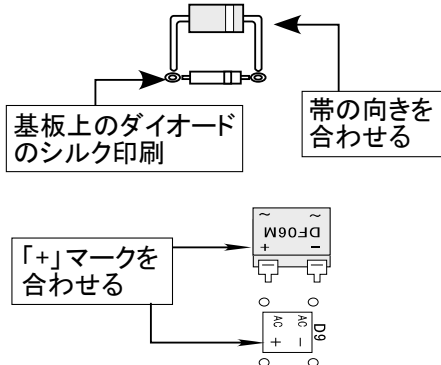 基板上のダイオード
のシルク印刷
帯の向きを
合わせる
「+」マークを
合わせる
~ ~
DF06M
+ −
AC AC
+ −
D9